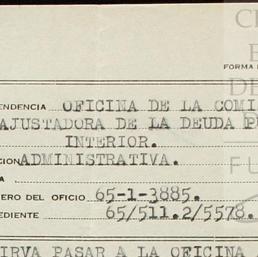 FORMA
ENDENCIA OFICINA DE LA COMI
AJUSTADORA DE LA DEUDA P
INTERIOR.
CION ADMINISTRATIVA.
A
ERO DEL OFICIO 65-1-3885.
EDIENTE 65/511.2/5578.
IRVA PASAR A LA OFICINA